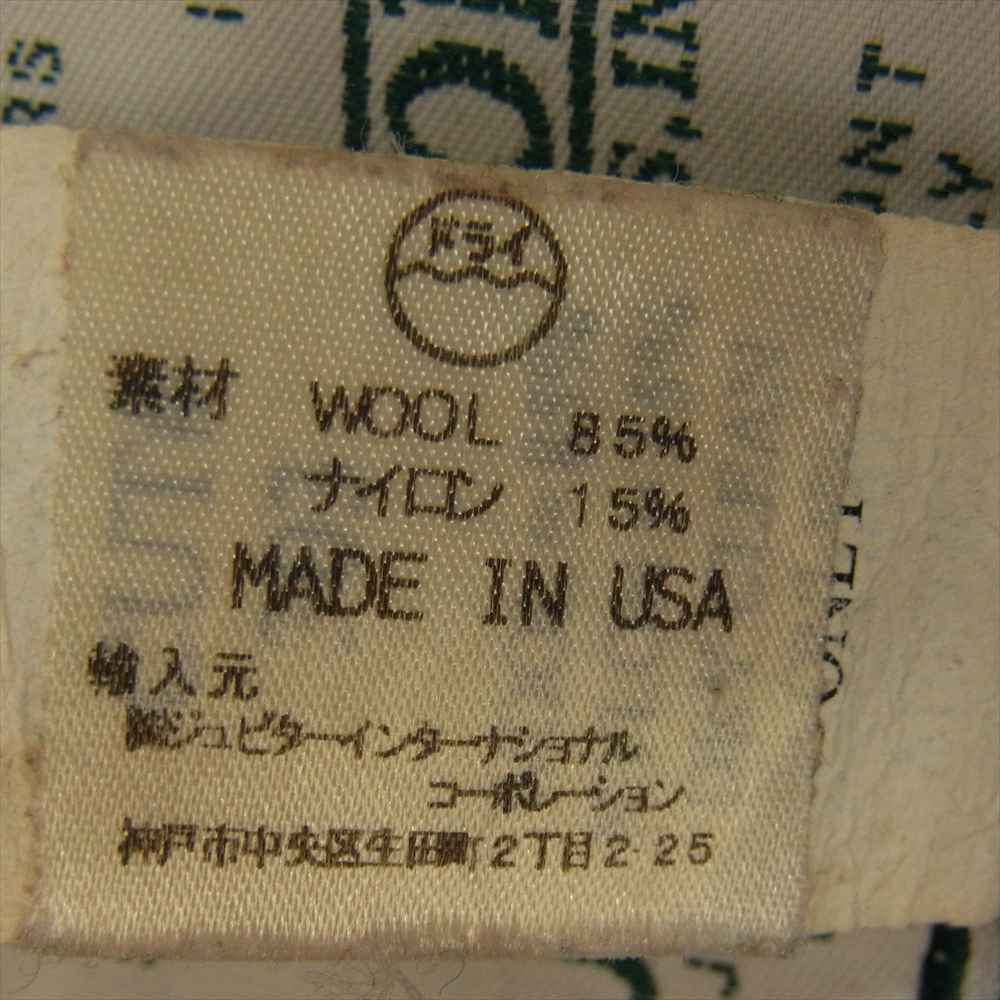 ドライ
素材 WOOL 85%
ナイロン 15%
MADE IN USA
輸入元
㈱ジュピターインターナショナル
コーポレーション
神戸市中央区生田町2丁目2-25